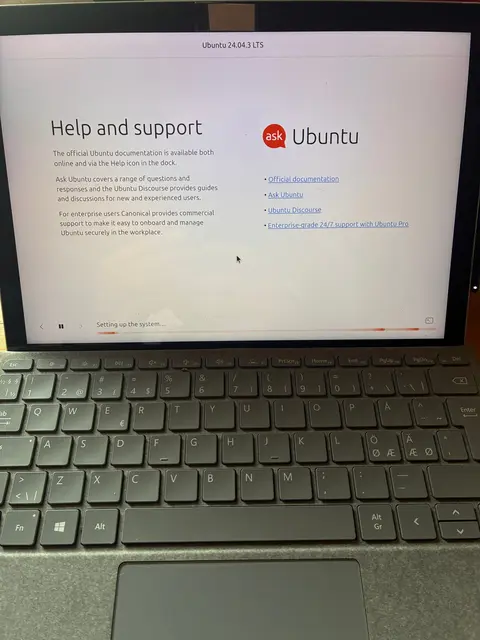 Ubuntu 24.04.3 LTS
Help and support
The official Ubuntu documentation is available both
online and via the Help icon in the dock.
Ask Ubuntu covers a range of questions and
responses and the Ubuntu Discourse provides guides
and discussions for new and experienced users.
For enterprise users Canonical provides commercial
support to make it easy to onboard and manage
Ubuntu securely in the workplace.
ask Ubuntu
• Official documentation
• Ask Ubuntu
• Ubuntu Discourse
• Enterprise-grade 24/7 support with Ubuntu Pro
Setting up the system...
Q W E R T Y U I O P Å
€
A S D F G H J K L Ö Ä
Ø Æ Æ Ø
Enter
Z X C V B N M
Fn Alt Alt Gr